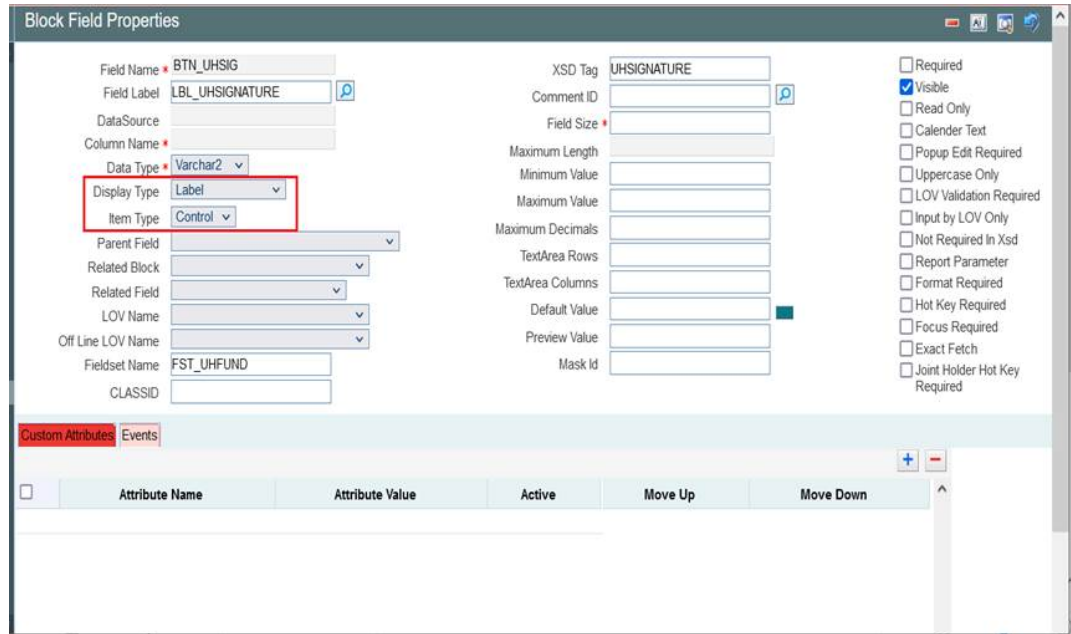 Block Field Properties
Field Name * BTN_UHSIG
Field Label LBL_UHSIGNATURE
DataSource
Column Name *
Data Type * Varchar2
Display Type Label
Item Type Control
Parent Field
Related Block
Related Field
LOV Name
Off Line LOV Name
Fieldset Name FST_UHFUND
CLASSID
XSD Tag UHSIGNATURE
Comment ID
Field Size *
Maximum Length
Minimum Value
Maximum Value
Maximum Decimals
TextArea Rows
TextArea Columns
Default Value
Preview Value
Mask Id
Required
Visible
Read Only
Calender Text
Popup Edit Required
Uppercase Only
LOV Validation Required
Input by LOV Only
Not Required In Xsd
Report Parameter
Format Required
Hot Key Required
Focus Required
Exact Fetch
Joint Holder Hot Key
Required
Custom Attributes Events
Attribute Name Attribute Value Active Move Up Move Down